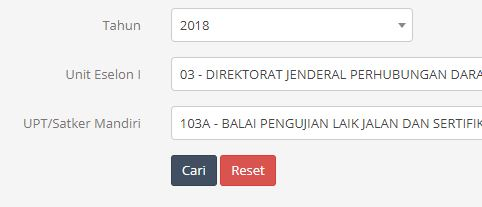 Tahun 2018
Unit Eselon I 03 - DIREKTORAT JENDERAL PERHUBUNGAN DARA
UPT/Satker Mandiri 103A - BALAI PENGUJIAN LAIK JALAN DAN SERTIFIK
Cari Reset